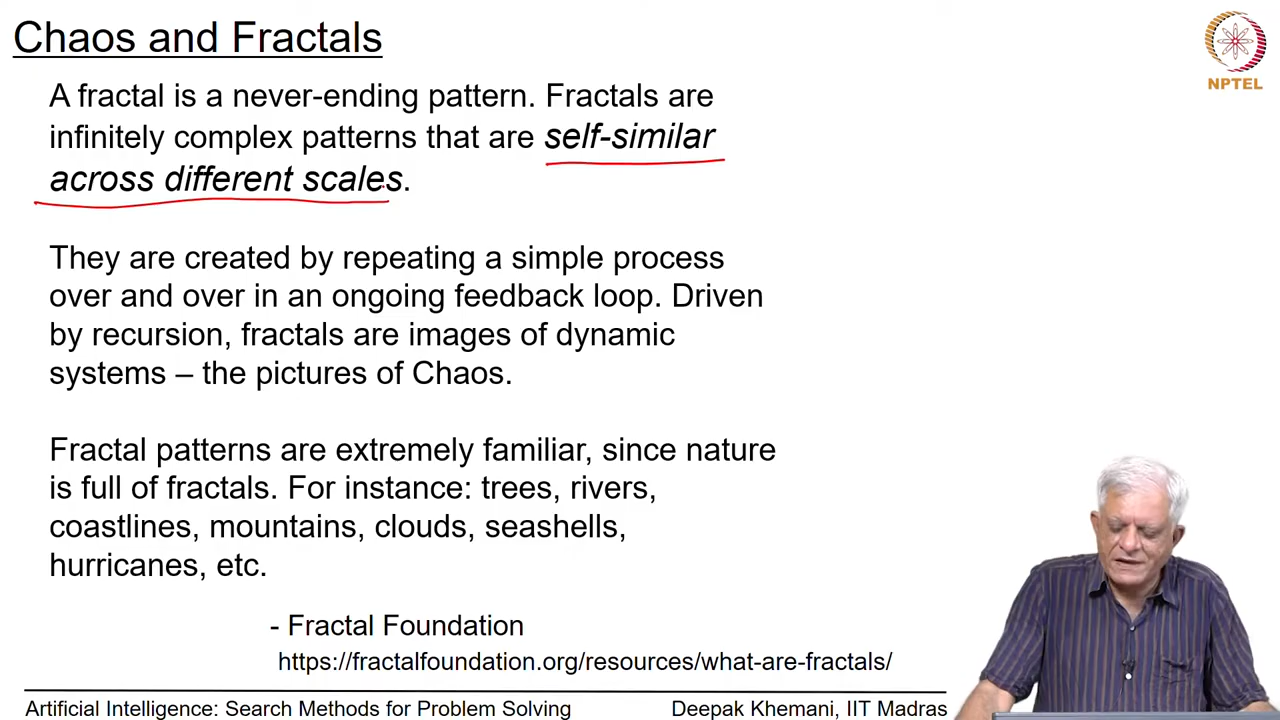 Chaos and Fractals
NPTEL
A fractal is a never-ending pattern. Fractals are
infinitely complex patterns that are self-similar
across different scales.
They are created by repeating a simple process
over and over in an ongoing feedback loop. Driven
by recursion, fractals are images of dynamic
systems – the pictures of Chaos.
Fractal patterns are extremely familiar, since nature
is full of fractals. For instance: trees, rivers,
coastlines, mountains, clouds, seashells,
hurricanes, etc.
- Fractal Foundation
https://fractalfoundation.org/resources/what-are-fractals/
Artificial Intelligence: Search Methods for Problem Solving
Deepak Khemani, IIT Madras